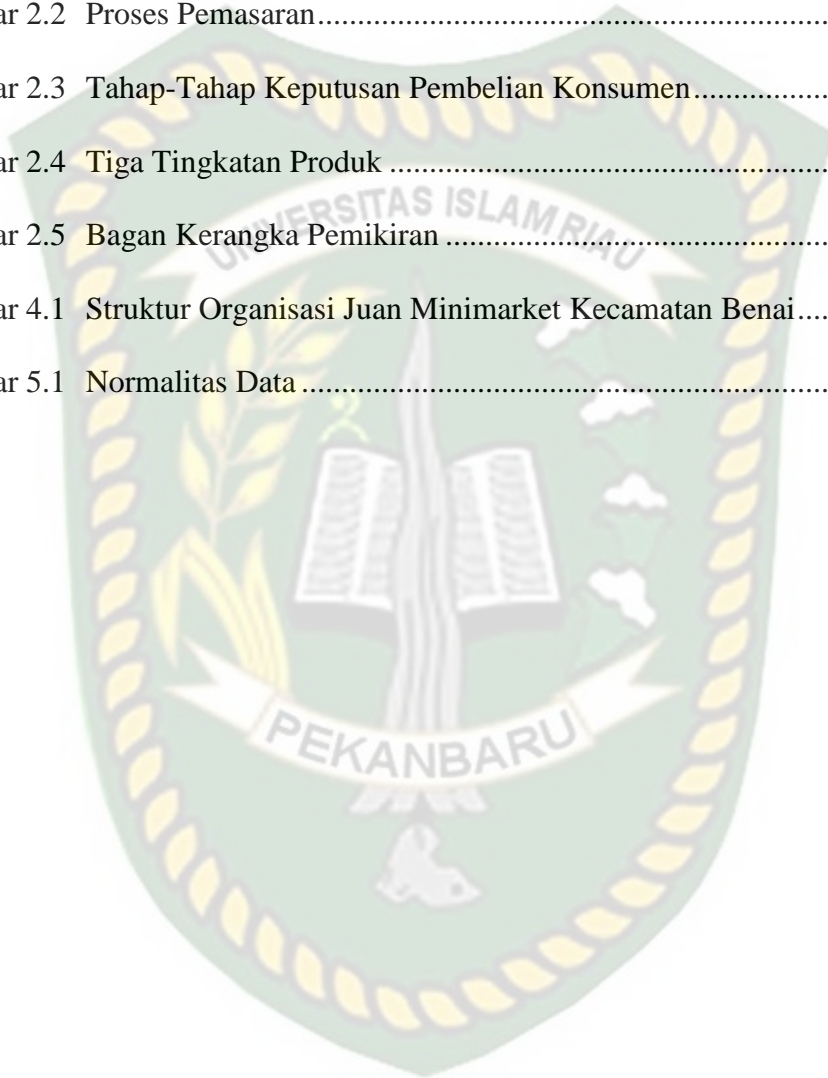 ar 2.2 Proses Pemasaran....................................................................
ar 2.3 Tahap-Tahap Keputusan Pembelian Konsumen.................
ar 2.4 Tiga Tingkatan Produk ..........................................................
UNIVERSITAS ISLAM RIAU
ar 2.5 Bagan Kerangka Pemikiran ...................................................
ar 4.1 Struktur Organisasi Juan Minimarket Kecamatan Benai....
ar 5.1 Normalitas Data .....................................................................
PEKANBARU